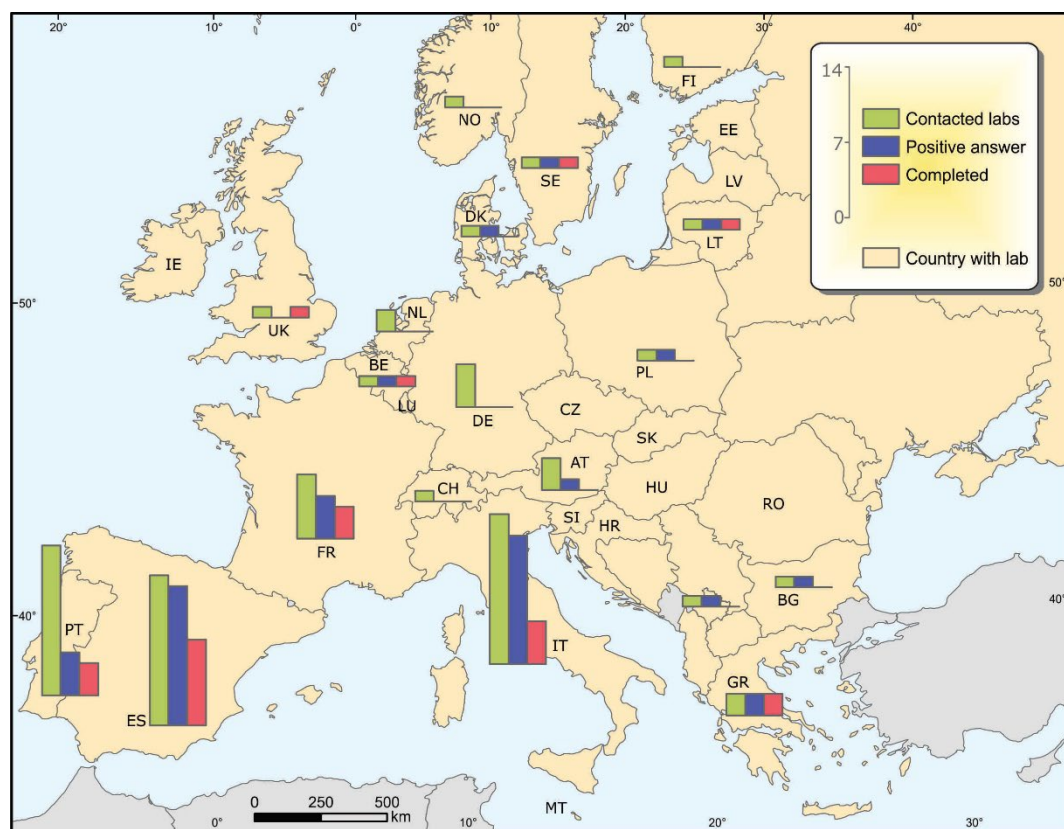 20° 10° 0° 10° 20° 30° 40°
14
FI
Contacted labs
NO
EE
7
Positive answer
SE
LV
Completed
DK
LT
0
IE
Country with lab
50°
50°
NL
UK
BE
PL
LU
DE
CZ
SK
AT
CH
HU
RO
SI
HR
FR
BG
40°
40°
PT
IT
GR
ES
0 250 500
km
MT
0° 10° 20° 30°